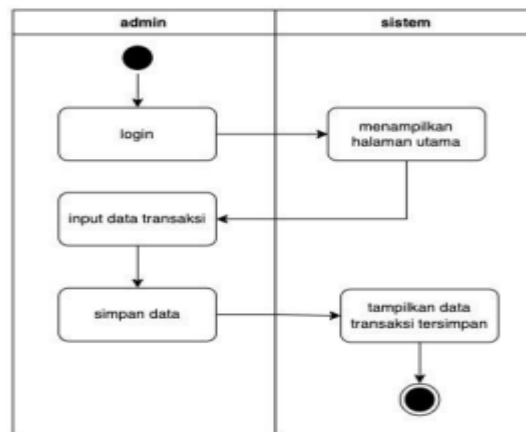 admin
sistem
login
menampilkan
halaman utama
input data transaksi
simpan data
tampilkan data
transaksi tersimpan